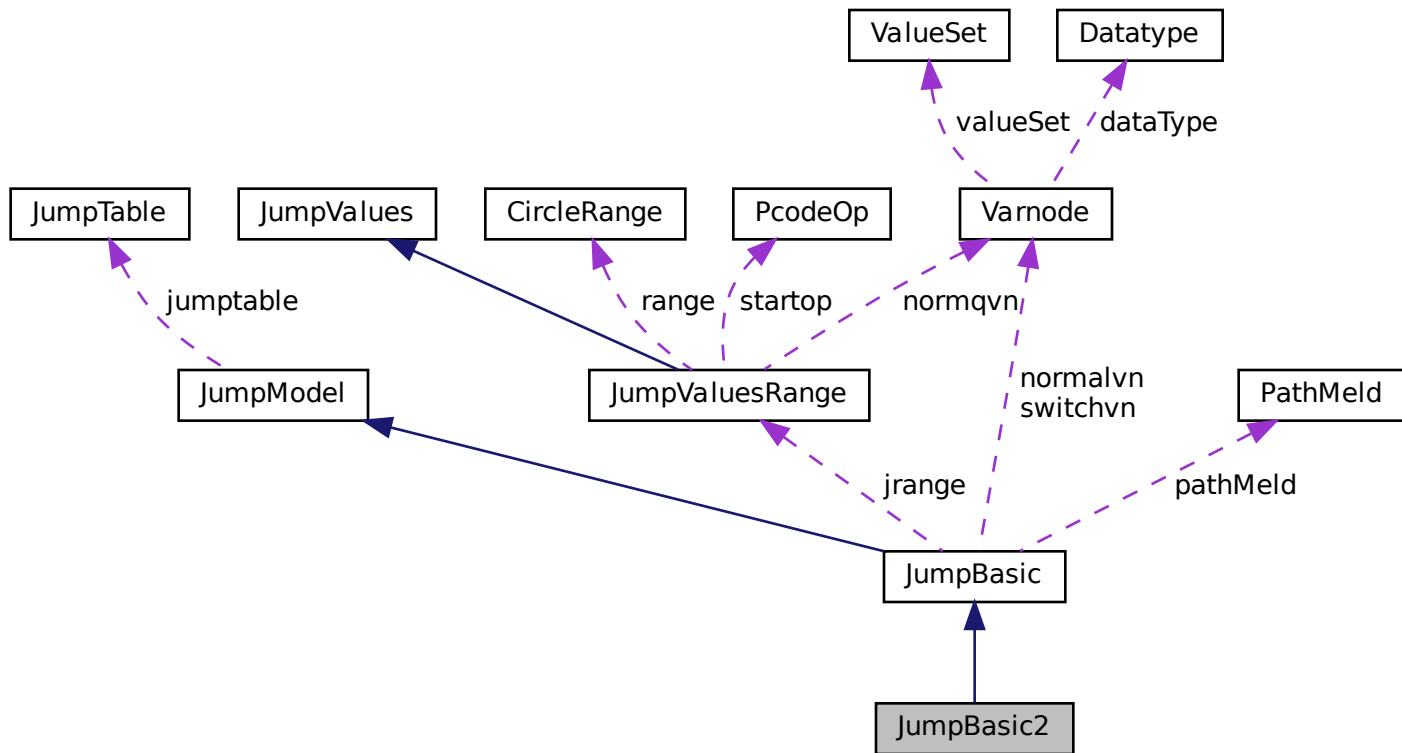 ValueSet
Datatype
valueSet
dataType
JumpTable
JumpValues
CircleRange
PcodeOp
Varnode
jumptable
range
startop
normqvn
JumpModel
JumpValuesRange
normalvn
switchvn
PathMeld
jrange
pathMeld
JumpBasic
JumpBasic2